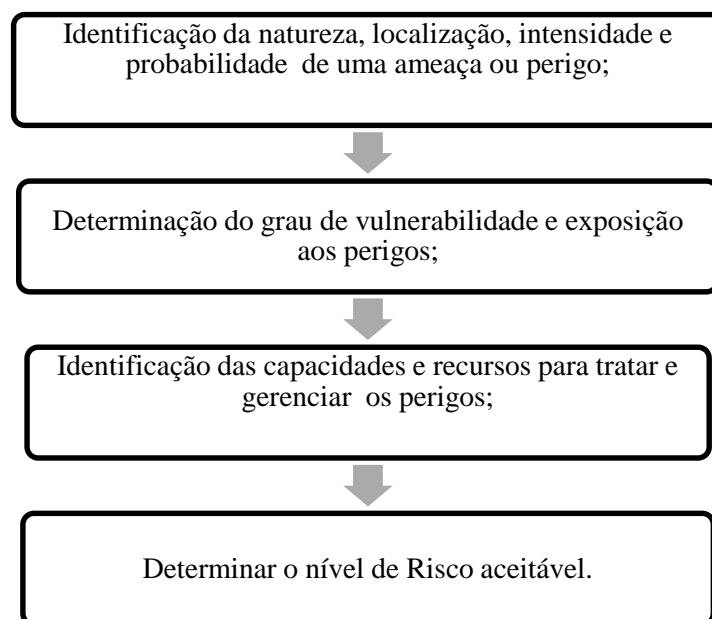 Identificação da natureza, localização, intensidade e
probabilidade de uma ameaça ou perigo;
Determinação do grau de vulnerabilidade e exposição
aos perigos;
Identificação das capacidades e recursos para tratar e
gerenciar os perigos;
Determinar o nível de Risco aceitável.